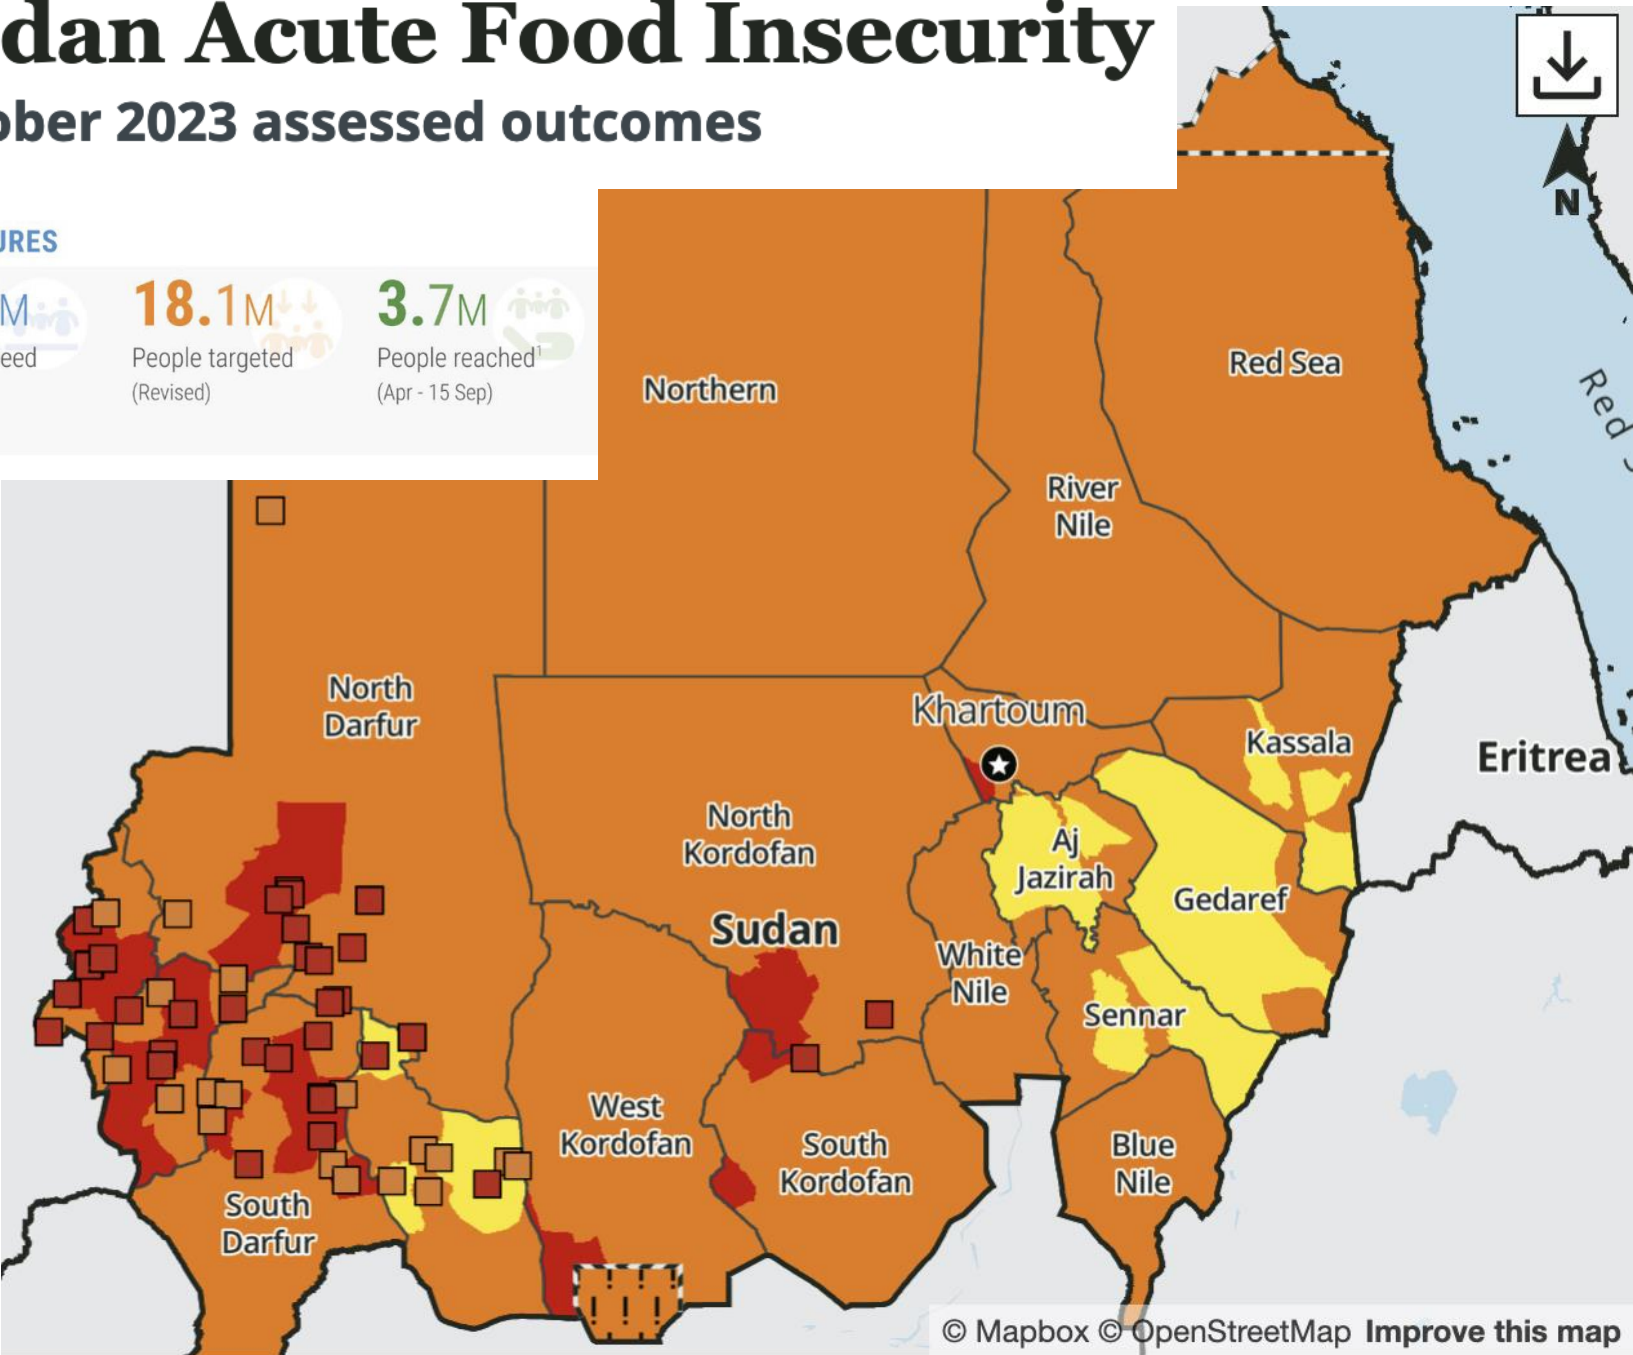 dan Acute Food Insecurity
ober 2023 assessed outcomes
URES
M
18.1M
3.7M
eed
People targeted
People reached¹
(Revised)
(Apr - 15 Sep)
N
Red
Red Sea
Northern
River
Nile
North
Darfur
Khartoum
Kassala
Eritrea
North
Kordofan
Aj
Jazirah
Gedaref
Sudan
White
Nile
Sennar
West
Kordofan
South
Kordofan
Blue
Nile
South
Darfur
© Mapbox © OpenStreetMap Improve this map